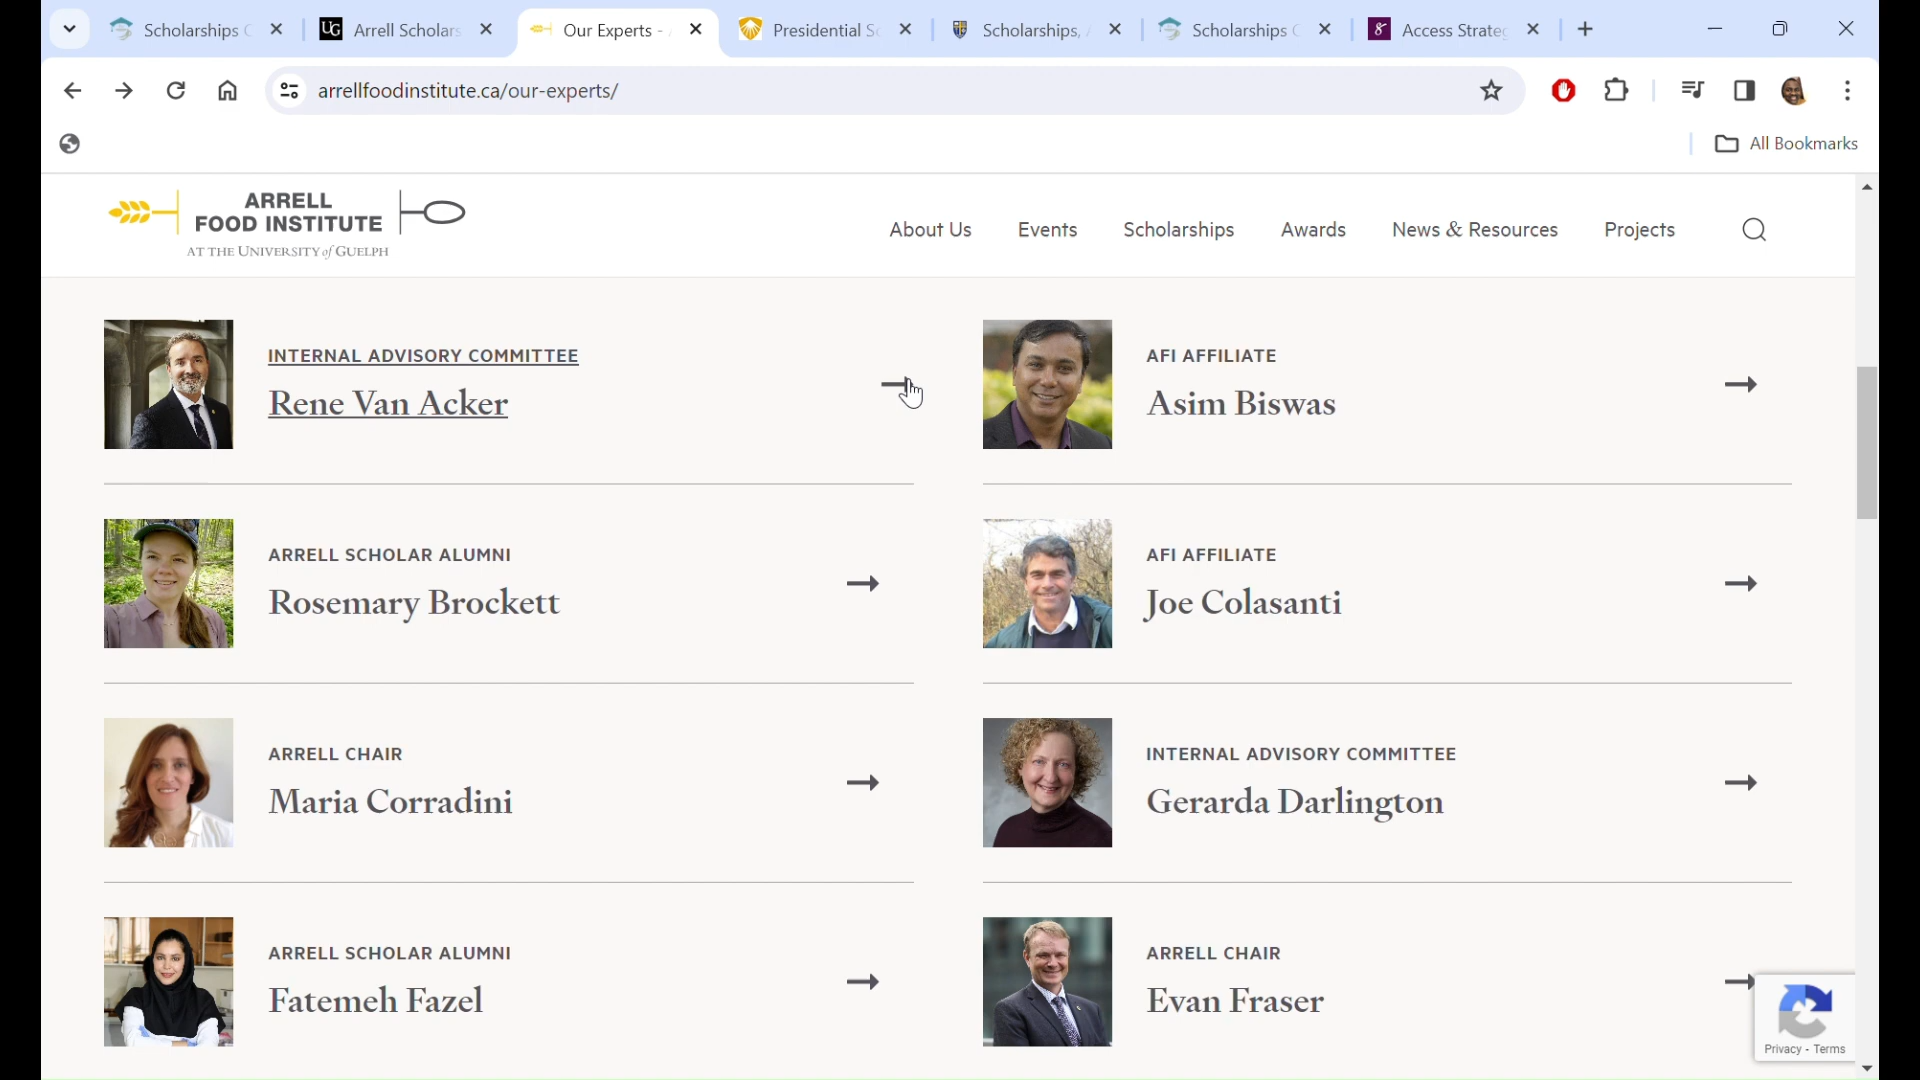 Scholarships
Arrell Scholars
Our Experts -
Presidential Sc
Scholarships, 
Scholarships
Access Strateg
arrellfoodinstitute.ca/our-experts/
All Bookmarks
ARRELL
FOOD INSTITUTE
AT THE UNIVERSITY of GUELPH
About Us
Events
Scholarships
Awards
News & Resources
Projects
INTERNAL ADVISORY COMMITTEE
Rene Van Acker
AFI AFFILIATE
Asim Biswas
ARRELL SCHOLAR ALUMNI
Rosemary Brockett
AFI AFFILIATE
Joe Colasanti
ARRELL CHAIR
Maria Corradini
INTERNAL ADVISORY COMMITTEE
Gerarda Darlington
ARRELL SCHOLAR ALUMNI
Fatemeh Fazel
ARRELL CHAIR
Evan Fraser
Privacy - Terms